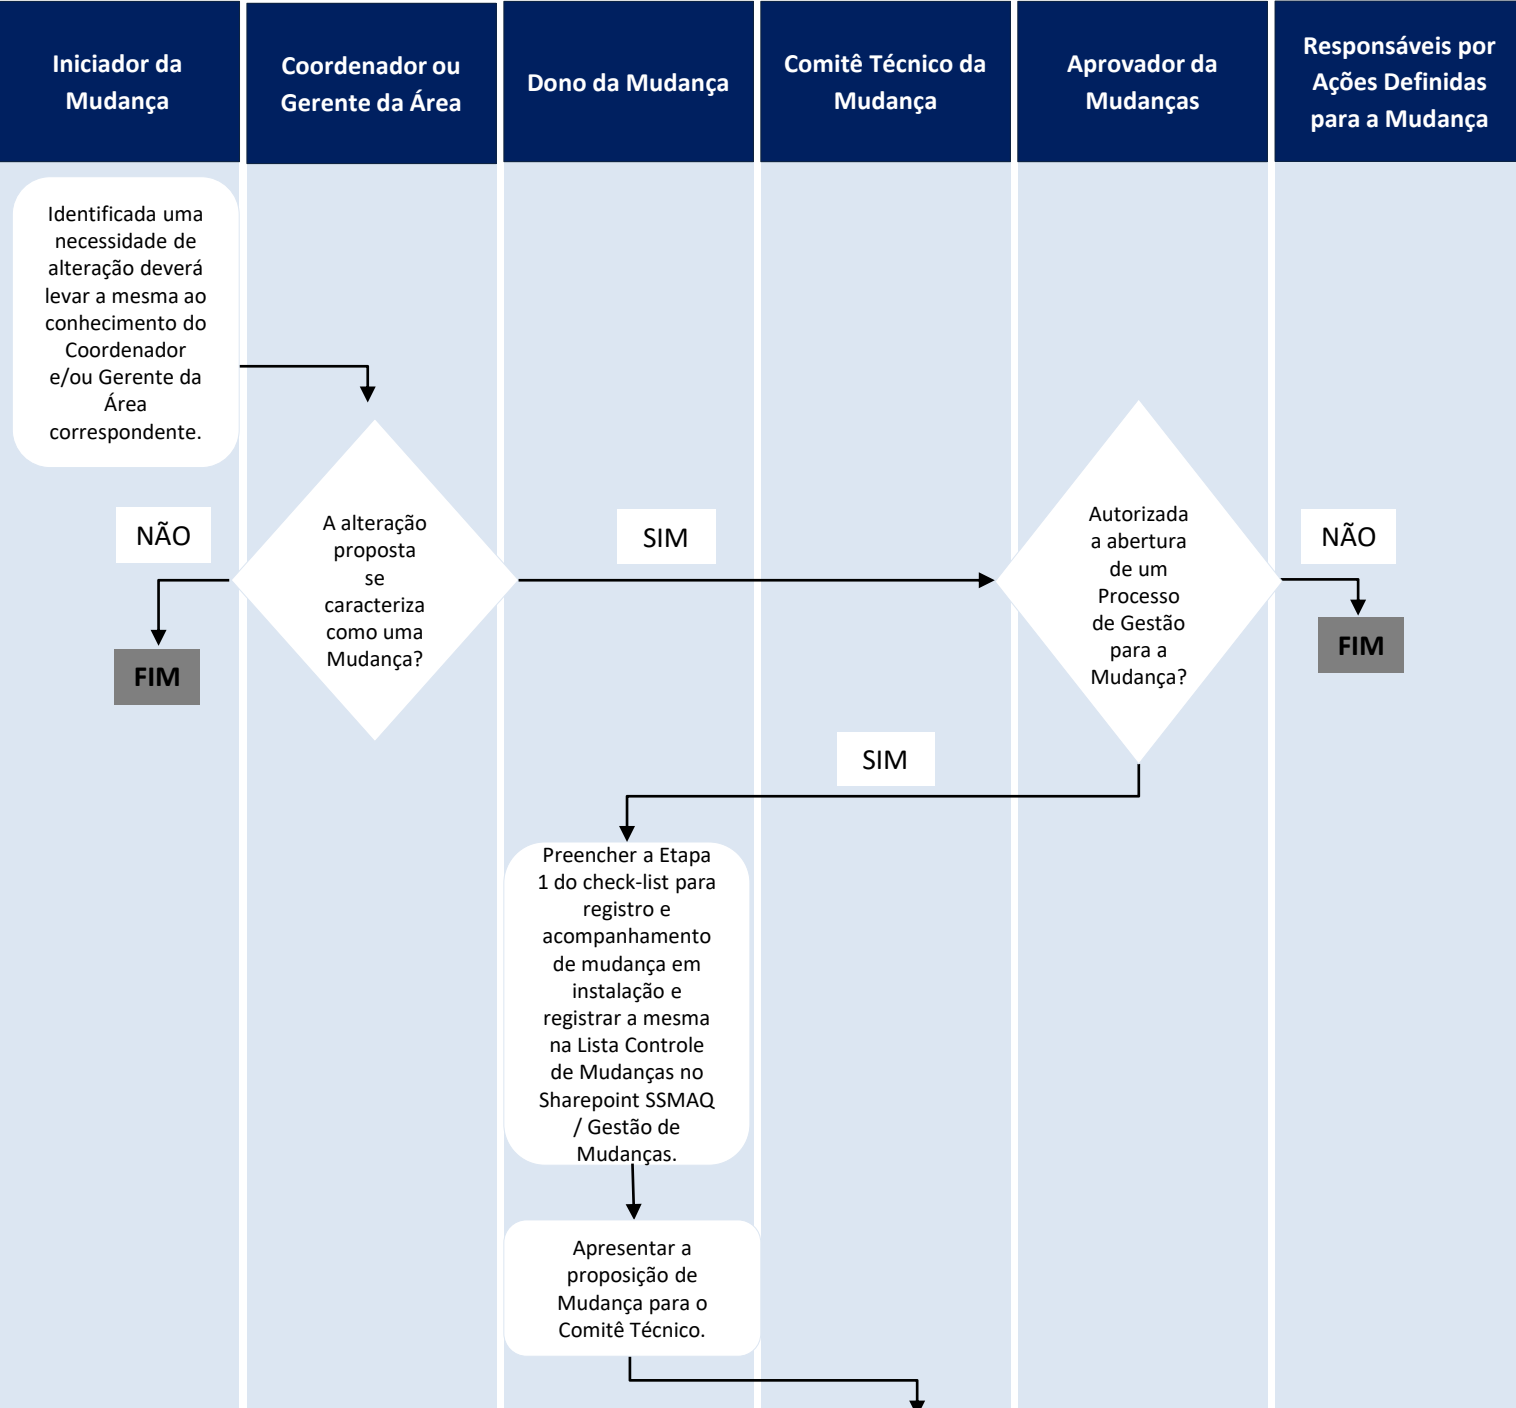 Iniciador da
Mudança
Coordenador ou
Gerente da Área
Dono da Mudança
Comitê Técnico da
Mudança
Aprovador da
Mudanças
Responsáveis por
Ações Definidas
para a Mudança
Identificada uma
necessidade de
alteração deverá
levar a mesma ao
conhecimento do
Coordenador
e/ou Gerente da
Área
correspondente.
NÃO
FIM
A alteração
proposta
se
caracteriza
como uma
Mudança?
SIM
Autorizada
a abertura
de um
Processo
de Gestão
para a
Mudança?
NÃO
FIM
SIM
Preencher a Etapa
1 do check-list para
registro e
acompanhamento
de mudança em
instalação e
registrar a mesma
na Lista Controle
de Mudanças no
Sharepoint SSMAQ
/ Gestão de
Mudanças.
Apresentar a
proposição de
Mudança para o
Comitê Técnico.